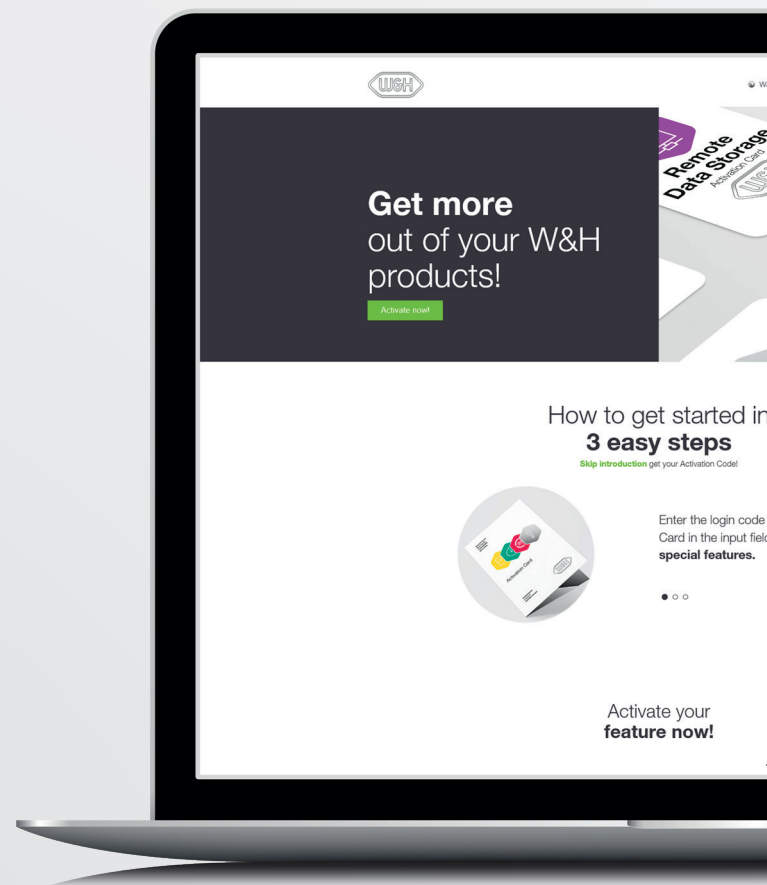 W&H
W
Remote
Data Storage
Activation Card
W&H
Get more
out of your W&H
products!
Activate now!
How to get started in
3 easy steps
Skip introduction get your Activation Code!
Activation Card
Enter the login code
Card in the input field
special features.
Activate your
feature now!